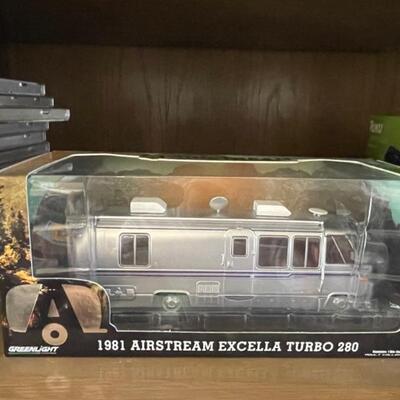 1981 AIRSTREAM EXCELLA TURBO 280
GREENLIGHT